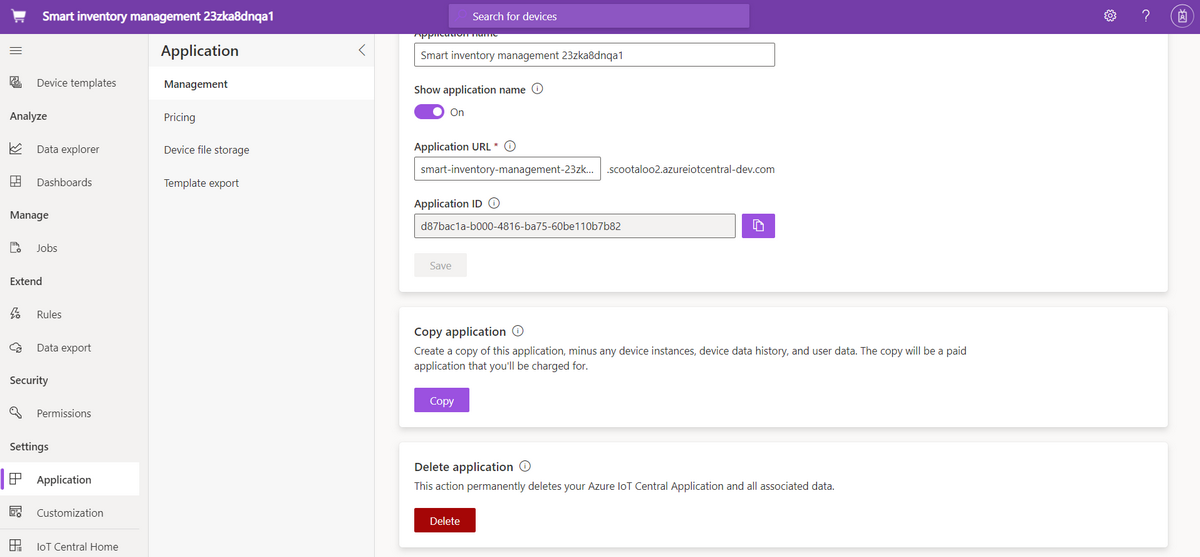 Smart inventory management 23zka8dnqa1
Search for devices
?
Device templates
Analyze
Data explorer
Dashboards
Manage
Jobs
Extend
Rules
Data export
Security
Permissions
Settings
Application
Customization
IoT Central Home
Application
Management
Pricing
Device file storage
Template export
Application name
Smart inventory management 23zka8dnqa1
Show application name
On
Application URL *
smart-inventory-management-23zk... .scootaloo2.azureiotcentral-dev.com
Application ID
d87bac1a-b000-4816-ba75-60be110b7b82
Save
Copy application
Create a copy of this application, minus any device instances, device data history, and user data. The copy will be a paid
application that you'll be charged for.
Copy
Delete application
This action permanently deletes your Azure IoT Central Application and all associated data.
Delete